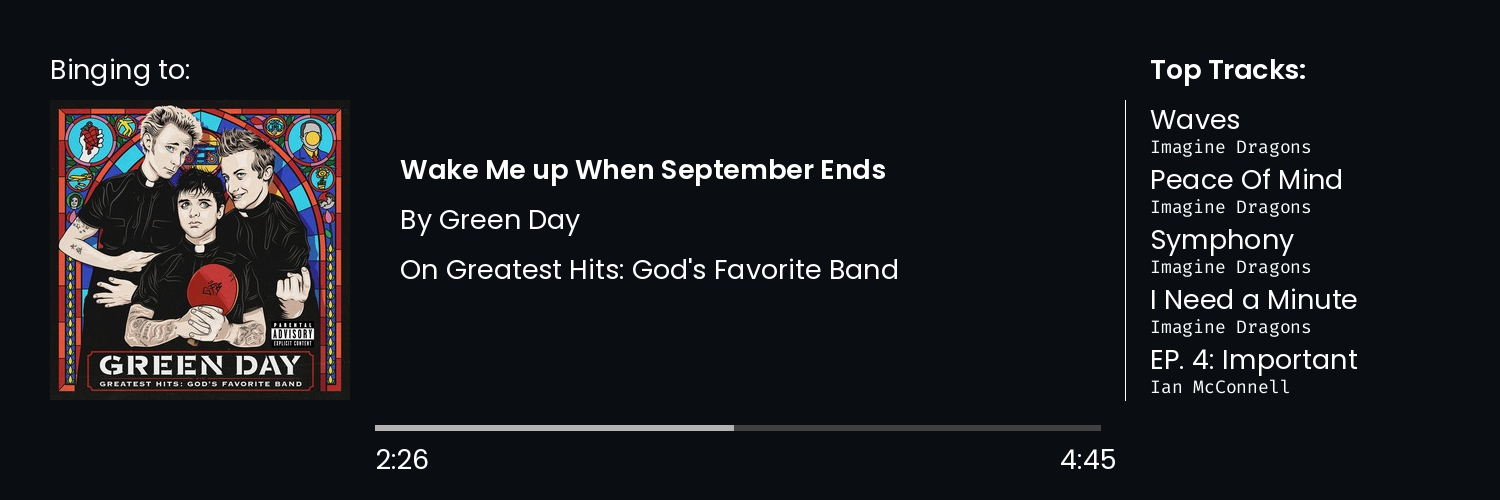 Binging to:
PARENTAL
ADVISORY
EXPLICIT CONTENT
GREEN DAY
GREATEST HITS: GOD'S FAVORITE BAND
Wake Me up When September Ends
By Green Day
On Greatest Hits: God's Favorite Band
2:26
4:45
Top Tracks:
Waves
Imagine Dragons
Peace Of Mind
Imagine Dragons
Symphony
Imagine Dragons
I Need a Minute
Imagine Dragons
EP. 4: Important
Ian McConnell